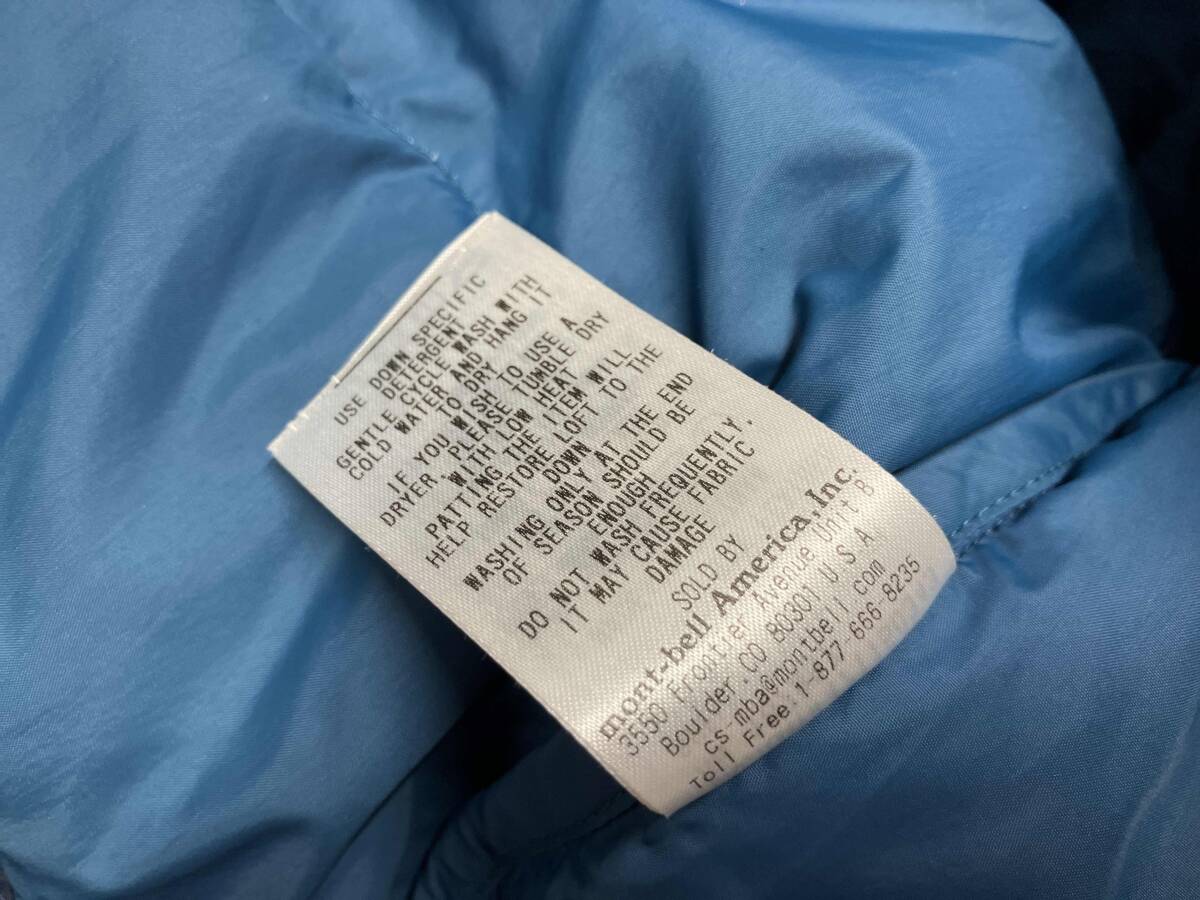 USE DOWN SPECIFIC
DETERGENT
GENTLE CYCLE WASH WITH
COLD WATER AND HANG IT
TO DRY
IF YOU WISH TO USE A
DRYER, PLEASE TUMBLE DRY
WITH LOW HEAT
PATTING THE ITEM WILL
HELP RESTORE LOFT TO THE
DOWN
WASHING ONLY AT THE END
OF SEASON SHOULD BE
ENOUGH
DO NOT WASH FREQUENTLY,
IT MAY CAUSE FABRIC
DAMAGE
SOLD BY
mont-bell America,Inc.
3550 Frontier Avenue Unit B
Boulder.CO 80301 U S A
cs-mba@montbell com
Toll Free:1-877-666-8235